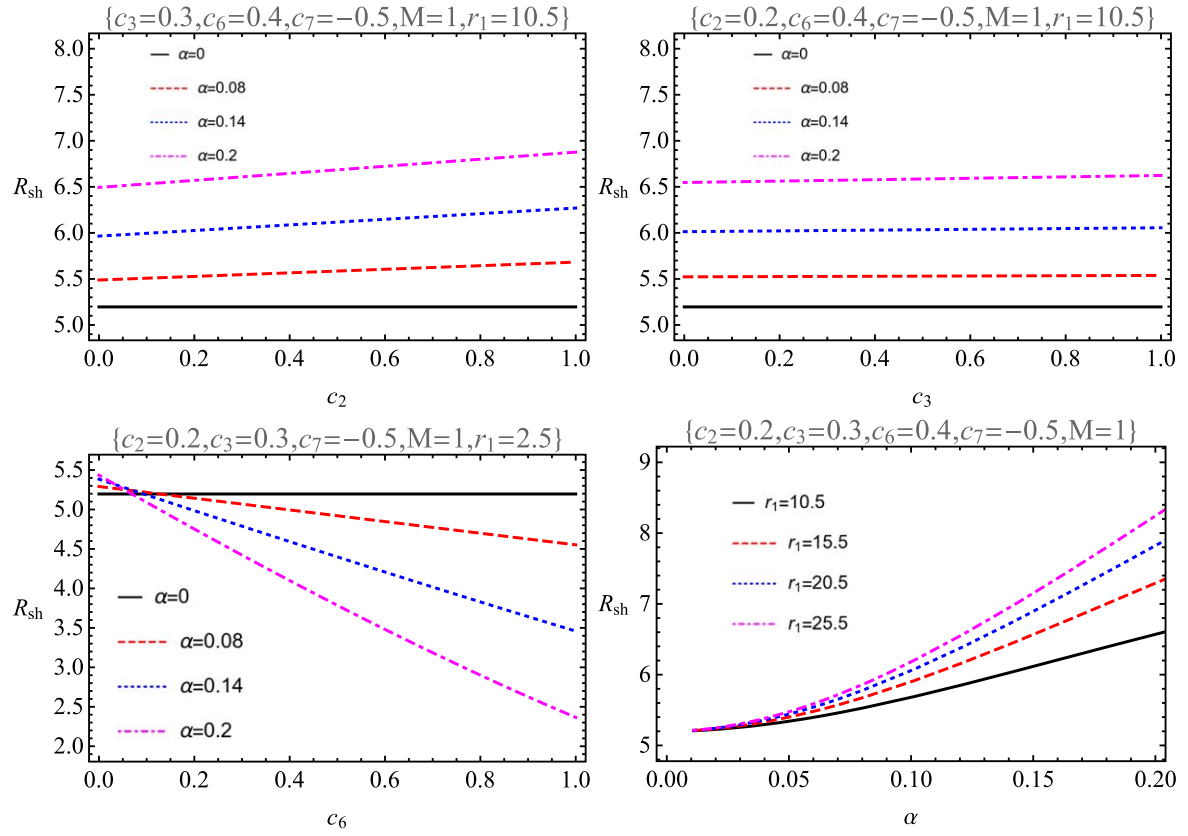 {c₃=0.3,c₆=0.4,c₇=−0.5,M=1,r₁=10.5}
8.0
7.5
7.0
6.5
6.0
5.5
5.0
R_sh
α=0
α=0.08
α=0.14
α=0.2
0.0 0.2 0.4 0.6 0.8 1.0
c₂
{c₂=0.2,c₆=0.4,c₇=−0.5,M=1,r₁=10.5}
8.0
7.5
7.0
6.5
6.0
5.5
5.0
R_sh
α=0
α=0.08
α=0.14
α=0.2
0.0 0.2 0.4 0.6 0.8 1.0
c₃
{c₂=0.2,c₃=0.3,c₇=−0.5,M=1,r₁=2.5}
5.5
5.0
4.5
4.0
3.5
3.0
2.5
2.0
R_sh
α=0
α=0.08
α=0.14
α=0.2
0.0 0.2 0.4 0.6 0.8 1.0
c₆
{c₂=0.2,c₃=0.3,c₆=0.4,c₇=−0.5,M=1}
9
8
7
6
5
R_sh
r₁=10.5
r₁=15.5
r₁=20.5
r₁=25.5
0.00 0.05 0.10 0.15 0.20
α